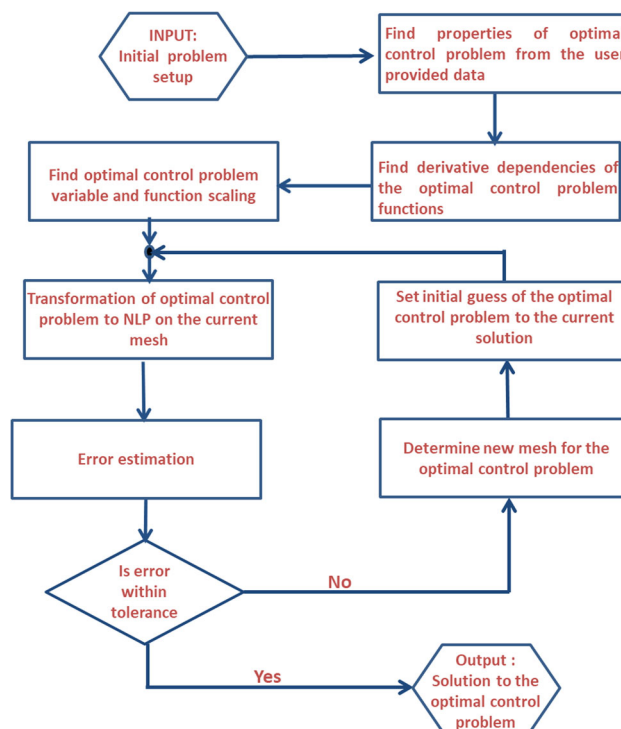 INPUT:
Initial problem
setup
Find properties of optimal
control problem from the user
provided data
Find derivative dependencies of
the optimal control problem
functions
Find optimal control problem
variable and function scaling
Transformation of optimal control
problem to NLP on the current
mesh
Set initial guess of the optimal
control problem to the current
solution
Error estimation
Determine new mesh for the
optimal control problem
Is error
within
tolerance
No
Yes
Output :
Solution to the
optimal control
problem